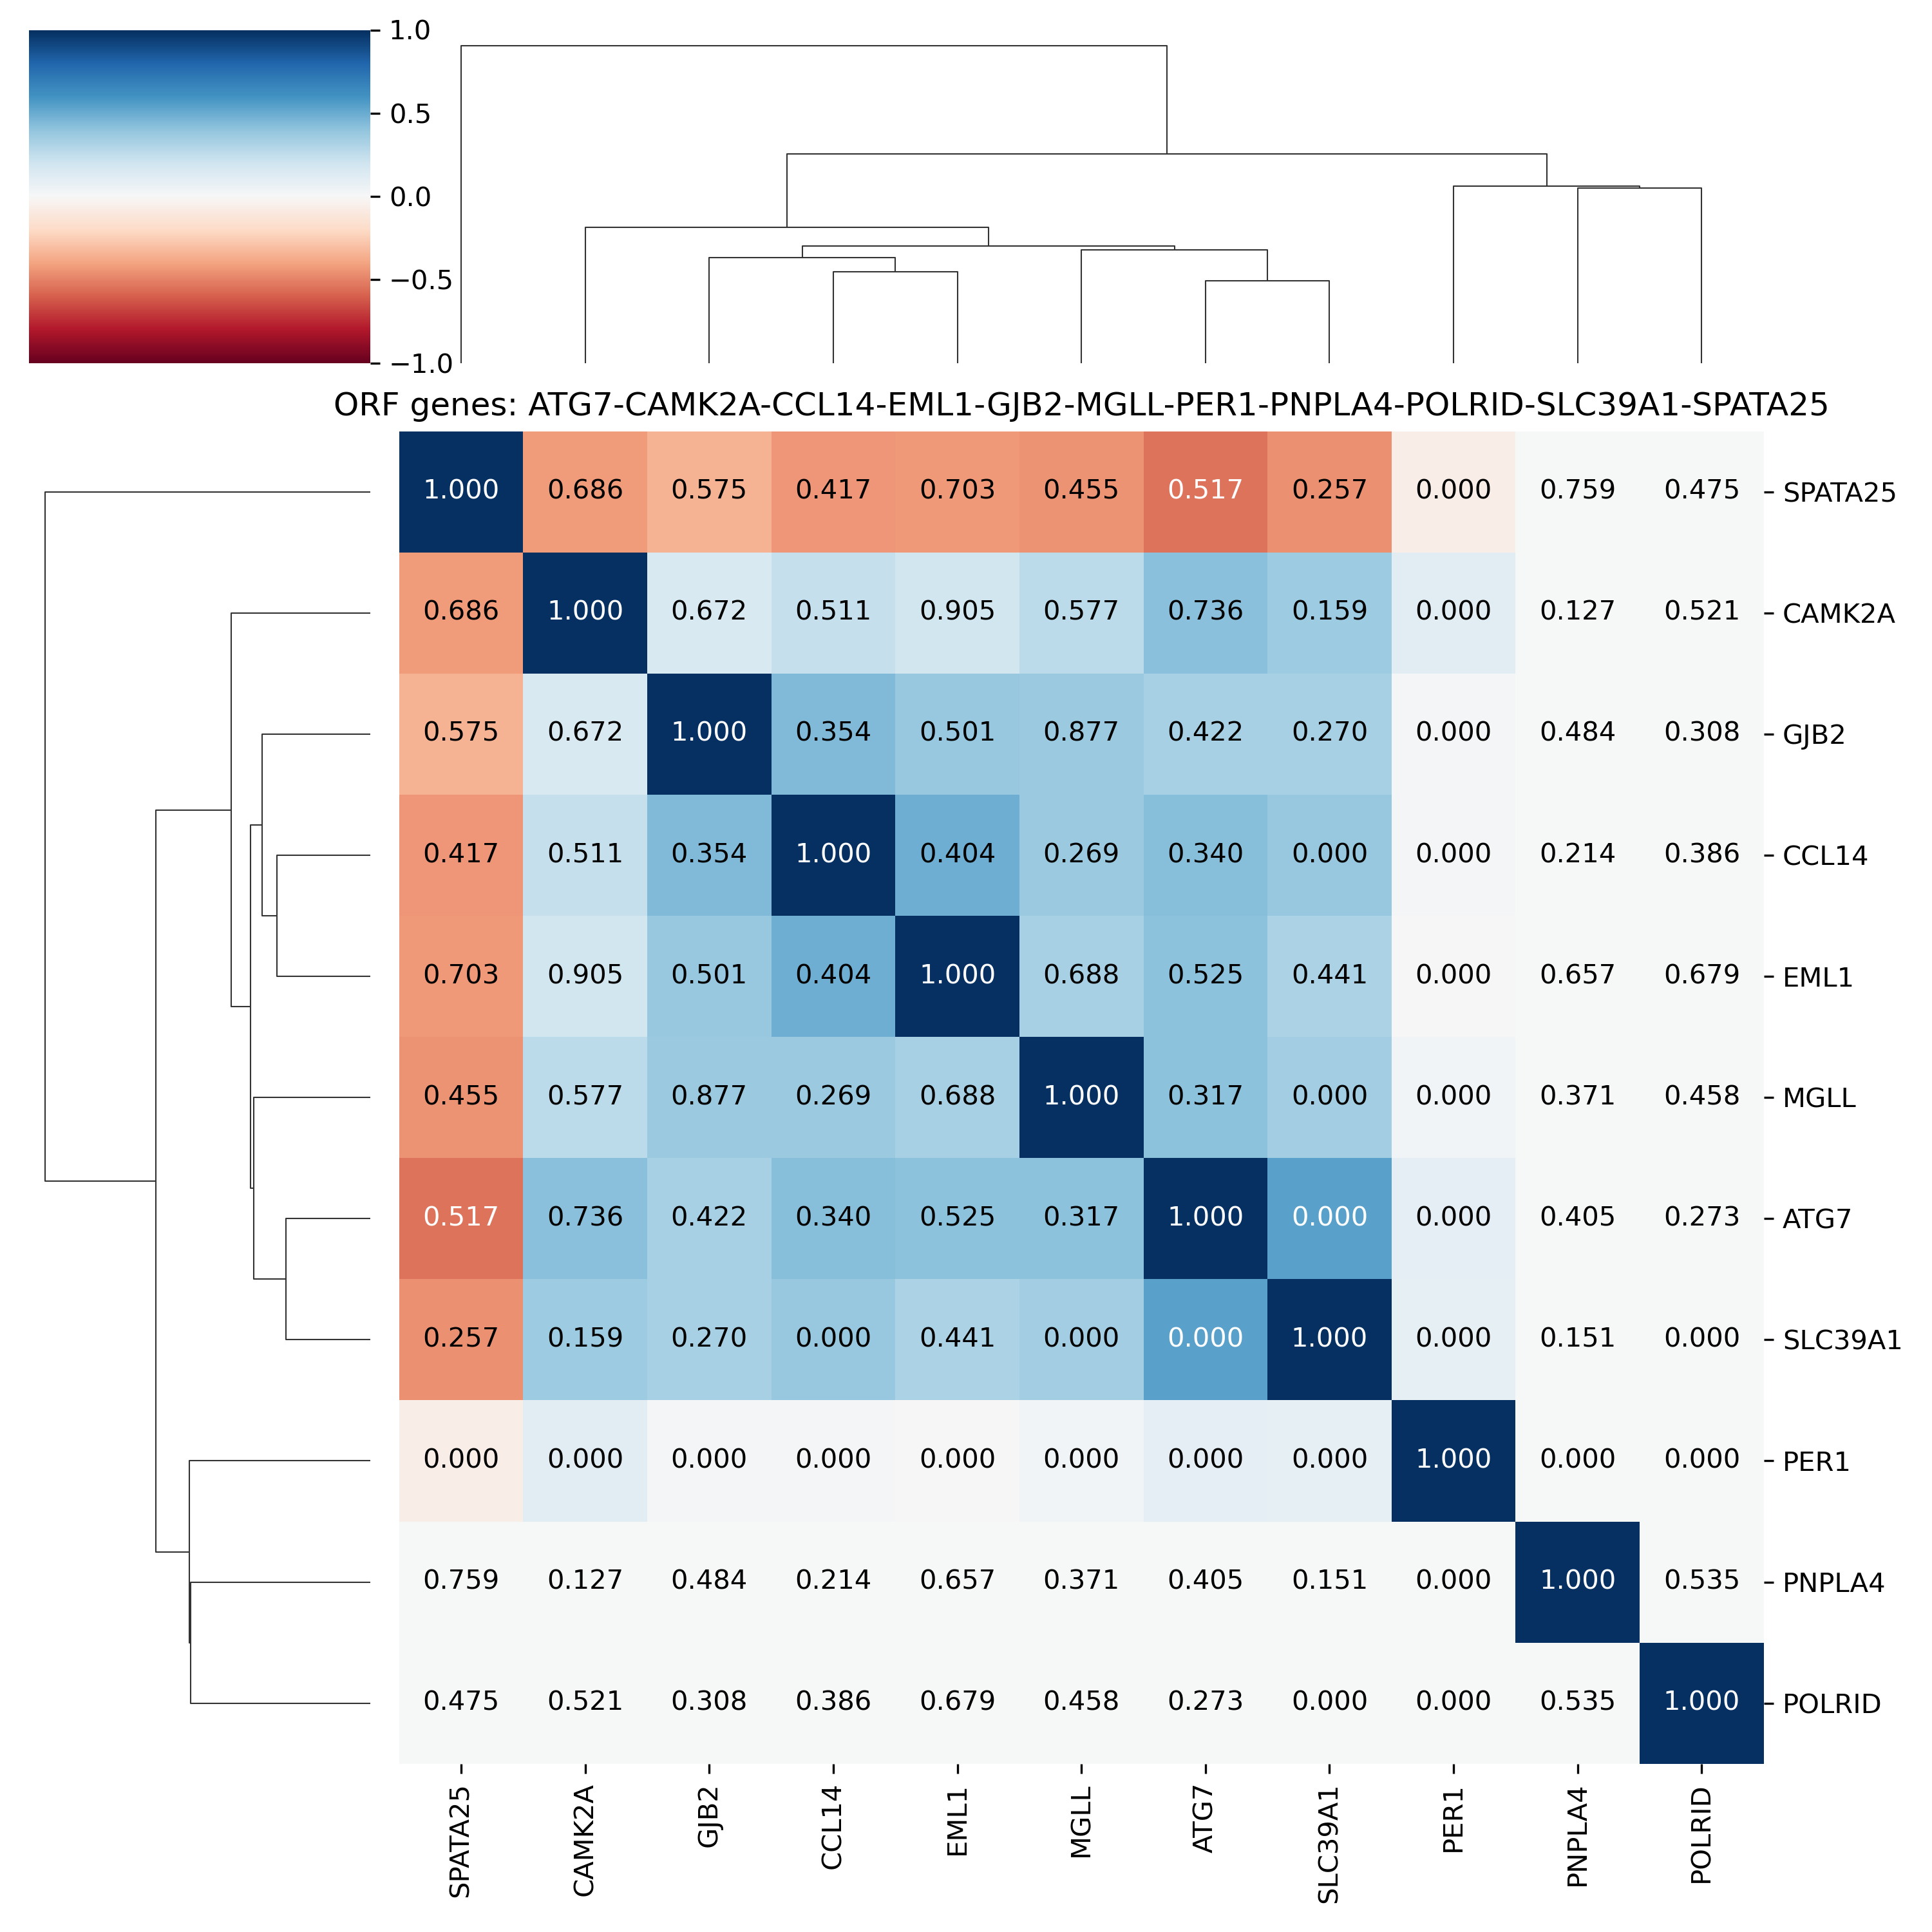 1.0
0.5
0.0
−0.5
−1.0
ORF genes: ATG7-CAMK2A-CCL14-EML1-GJB2-MGLL-PER1-PNPLA4-POLRID-SLC39A1-SPATA25
1.000 0.686 0.575 0.417 0.703 0.455 0.517 0.257 0.000 0.759 0.475 SPATA25
0.686 1.000 0.672 0.511 0.905 0.577 0.736 0.159 0.000 0.127 0.521 CAMK2A
0.575 0.672 1.000 0.354 0.501 0.877 0.422 0.270 0.000 0.484 0.308 GJB2
0.417 0.511 0.354 1.000 0.404 0.269 0.340 0.000 0.000 0.214 0.386 CCL14
0.703 0.905 0.501 0.404 1.000 0.688 0.525 0.441 0.000 0.657 0.679 EML1
0.455 0.577 0.877 0.269 0.688 1.000 0.317 0.000 0.000 0.371 0.458 MGLL
0.517 0.736 0.422 0.340 0.525 0.317 1.000 0.000 0.000 0.405 0.273 ATG7
0.257 0.159 0.270 0.000 0.441 0.000 0.000 1.000 0.000 0.151 0.000 SLC39A1
0.000 0.000 0.000 0.000 0.000 0.000 0.000 0.000 1.000 0.000 0.000 PER1
0.759 0.127 0.484 0.214 0.657 0.371 0.405 0.151 0.000 1.000 0.535 PNPLA4
0.475 0.521 0.308 0.386 0.679 0.458 0.273 0.000 0.000 0.535 1.000 POLRID
SPATA25 CAMK2A GJB2 CCL14 EML1 MGLL ATG7 SLC39A1 PER1 PNPLA4 POLRID